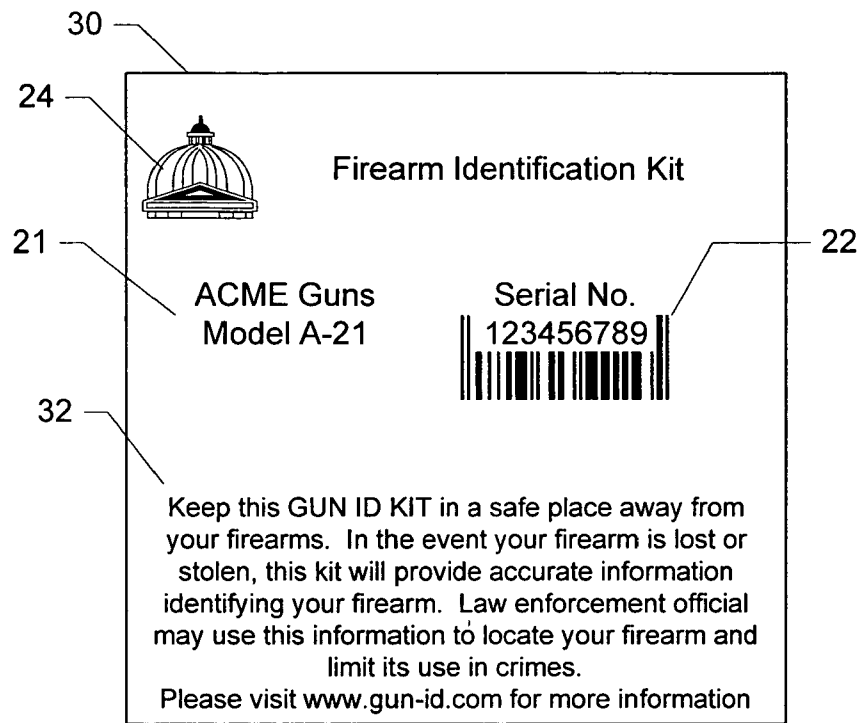 30
24
Firearm Identification Kit
21
22
ACME Guns
Serial No.
Model A-21
123456789
32
Keep this GUN ID KIT in a safe place away from
your firearms. In the event your firearm is lost or
stolen, this kit will provide accurate information
identifying your firearm. Law enforcement official
may use this information to locate your firearm and
limit its use in crimes.
Please visit www.gun-id.com for more information